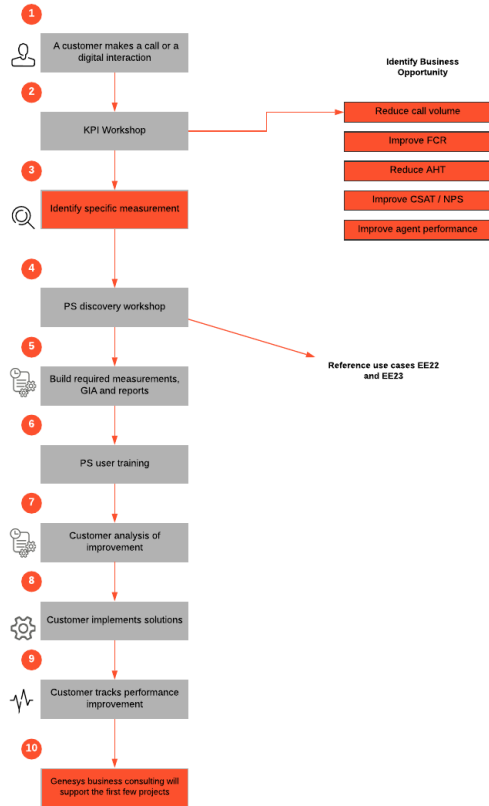 1
A customer makes a call or a
digital interaction
Identify Business
Opportunity
2
KPI Workshop
Reduce call volume
Improve FCR
Reduce AHT
Improve CSAT / NPS
Improve agent performance
3
Identify specific measurement
4
PS discovery workshop
Reference use cases EE22
and EE23
5
Build required measurements,
GIA and reports
6
PS user training
7
Customer analysis of
improvement
8
Customer implements solutions
9
Customer tracks performance
improvement
10
Genesys business consulting will
support the first few projects